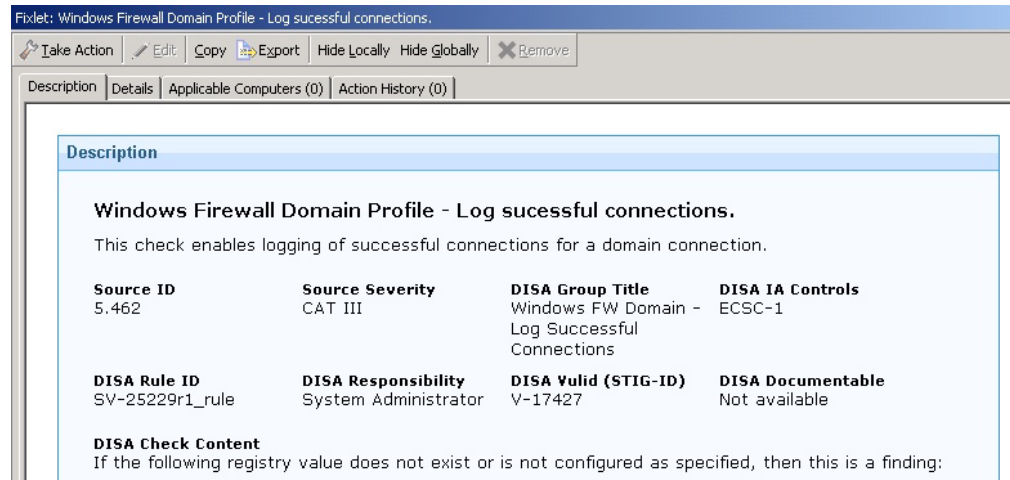 Fixlet: Windows Firewall Domain Profile - Log sucessful connections.
Take Action Edit Copy Export Hide Locally Hide Globally Remove
Description Details Applicable Computers (0) Action History (0)
Description
Windows Firewall Domain Profile - Log sucessful connections.
This check enables logging of successful connections for a domain connection.
Source ID Source Severity DISA Group Title DISA IA Controls
5.462 CAT III Windows FW Domain - ECSC-1
Log Successful
Connections
DISA Rule ID DISA Responsibility DISA Vulid (STIG-ID) DISA Documentable
SV-25229r1_rule System Administrator V-17427 Not available
DISA Check Content
If the following registry value does not exist or is not configured as specified, then this is a finding: